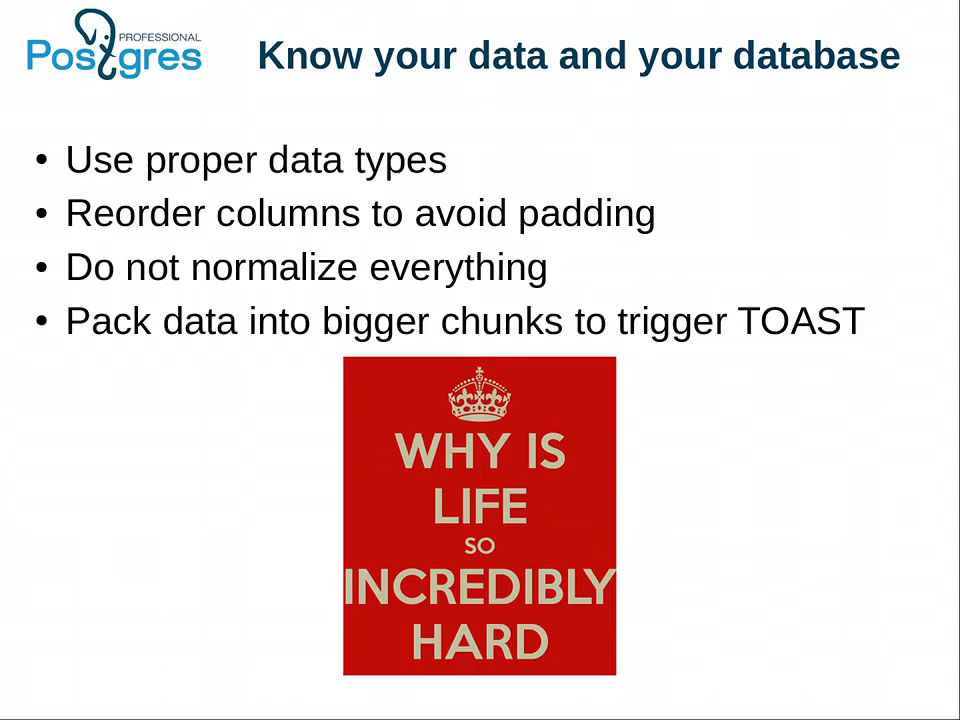 PROFESSIONAL
Postgres
Know your data and your database
• Use proper data types
• Reorder columns to avoid padding
• Do not normalize everything
• Pack data into bigger chunks to trigger TOAST
WHY IS
LIFE
SO
INCREDIBLY
HARD